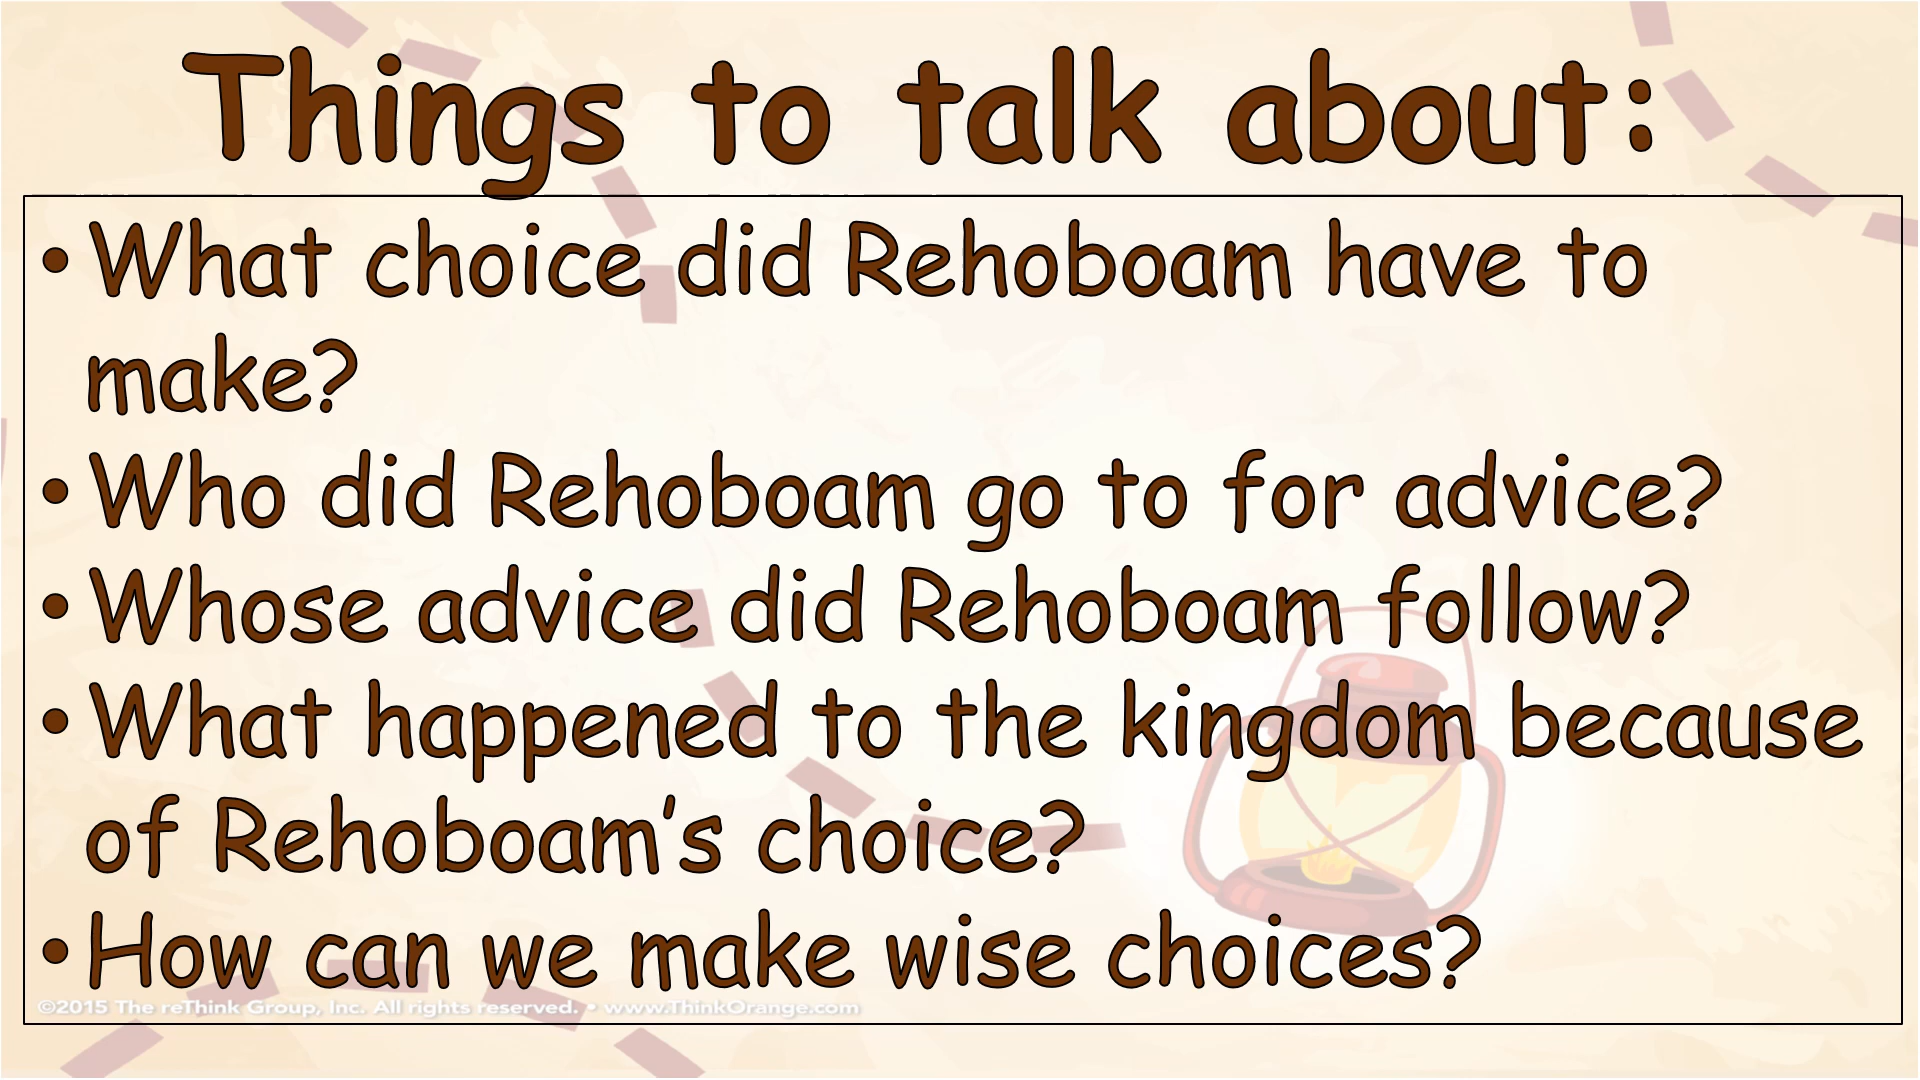 Things to talk about:
• What choice did Rehoboam have to
make?
• Who did Rehoboam go to for advice?
• Whose advice did Rehoboam follow?
• What happened to the kingdom because
of Rehoboam’s choice?
• How can we make wise choices?
©2015 The reThink Group, Inc. All rights reserved. • www.ThinkOrange.com